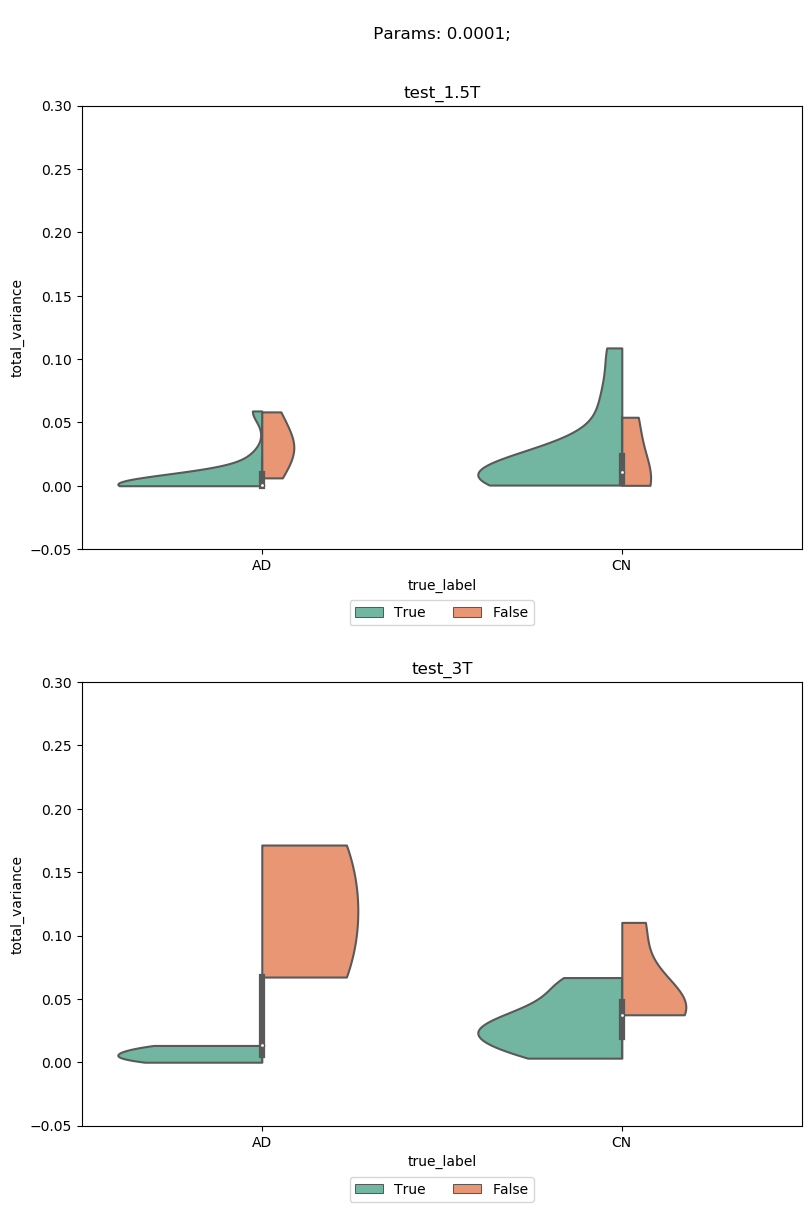 Params: 0.0001;
test_1.5T
0.30
0.25
0.20
0.15
0.10
0.05
0.00
−0.05
total_variance
AD CN
true_label
True False
test_3T
0.30
0.25
0.20
0.15
0.10
0.05
0.00
−0.05
total_variance
AD CN
true_label
True False